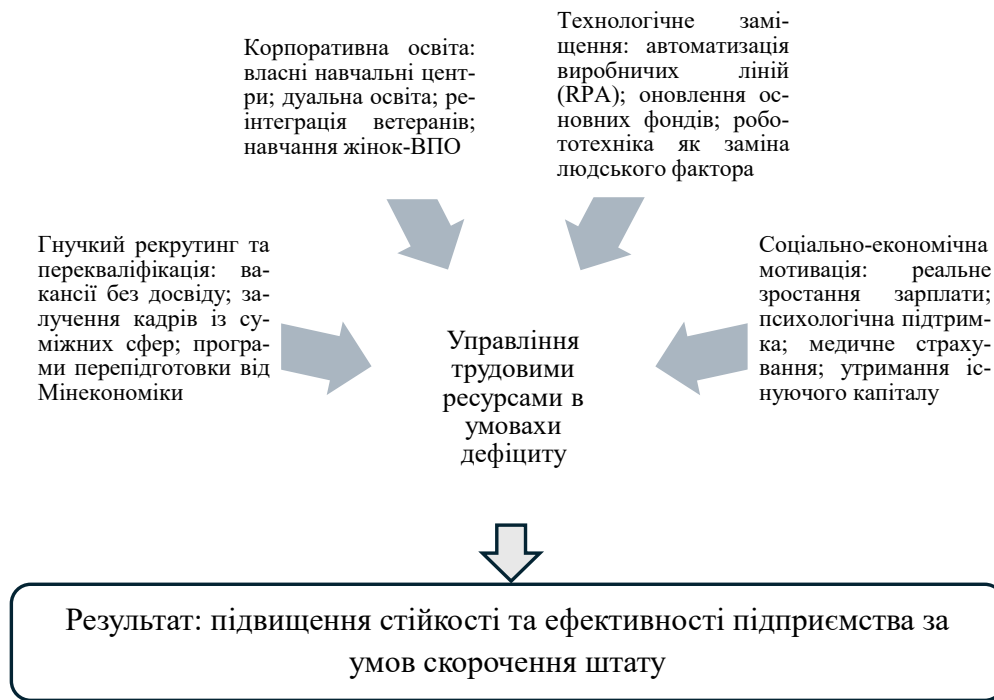 Корпоративна освіта:
власні навчальні цент-
ри; дуальна освіта; ре-
інтеграція ветеранів;
навчання жінок-ВПО
Технологічне замі-
щення: автоматизація
виробничих ліній
(RPA); оновлення ос-
новних фондів; робо-
тотехніка як заміна
людського фактора
Гнучкий рекрутинг та
перекваліфікація: ва-
кансії без досвіду; за-
лучення кадрів із су-
міжних сфер; програ-
ми перепідготовки від
Мінекономіки
Соціально-економічна
мотивація: реальне
зростання зарплати;
психологічна підтрим-
ка; медичне страху-
вання; утримання іс-
нуючого капіталу
Управління
трудовими
ресурсами в
умовахи
дефіциту
Результат: підвищення стійкості та ефективності підприємства за
умов скорочення штату